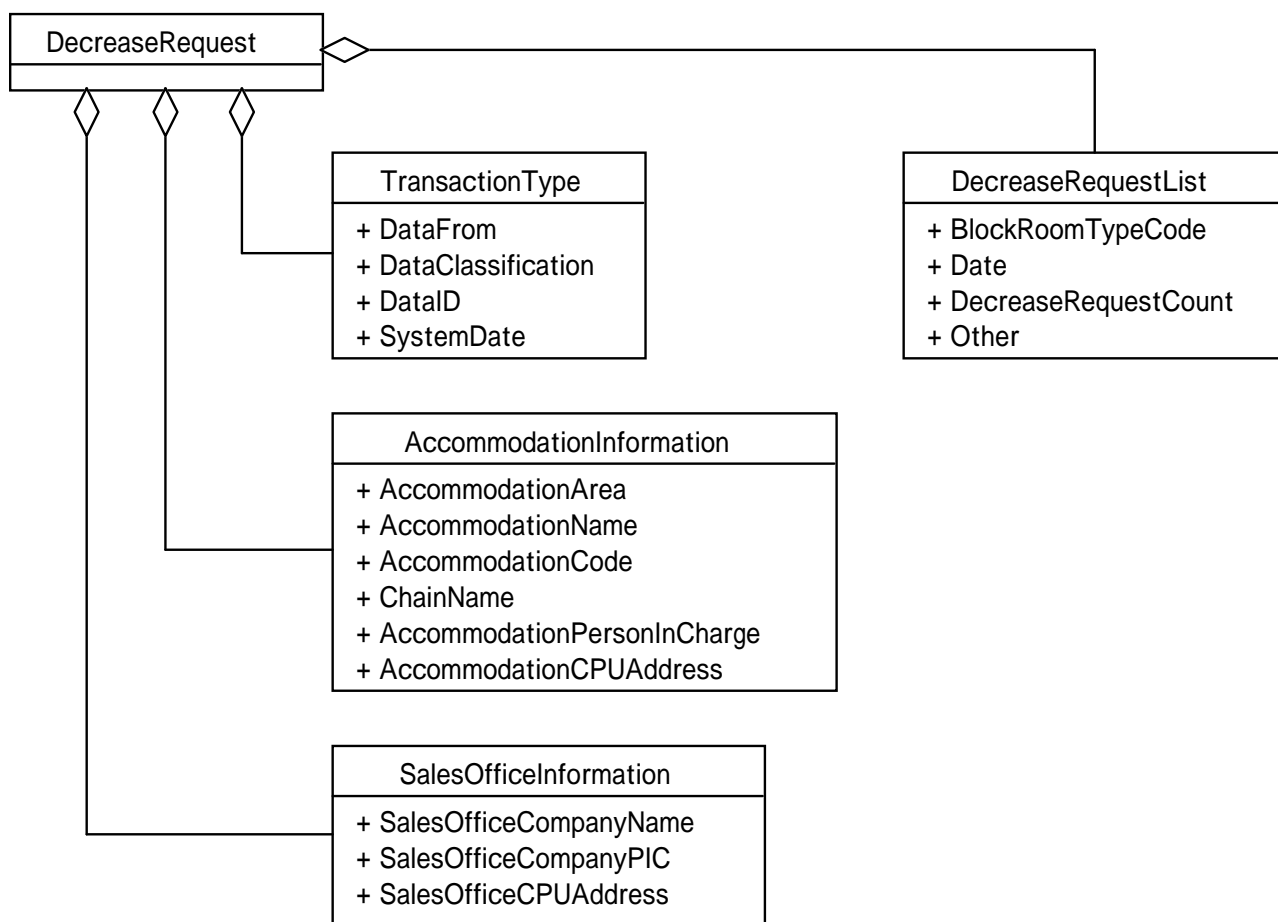 DecreaseRequest
TransactionType
+ DataFrom
+ DataClassification
+ DataID
+ SystemDate
DecreaseRequestList
+ BlockRoomTypeCode
+ Date
+ DecreaseRequestCount
+ Other
AccommodationInformation
+ AccommodationArea
+ AccommodationName
+ AccommodationCode
+ ChainName
+ AccommodationPersonInCharge
+ AccommodationCPUAddress
SalesOfficeInformation
+ SalesOfficeCompanyName
+ SalesOfficeCompanyPIC
+ SalesOfficeCPUAddress